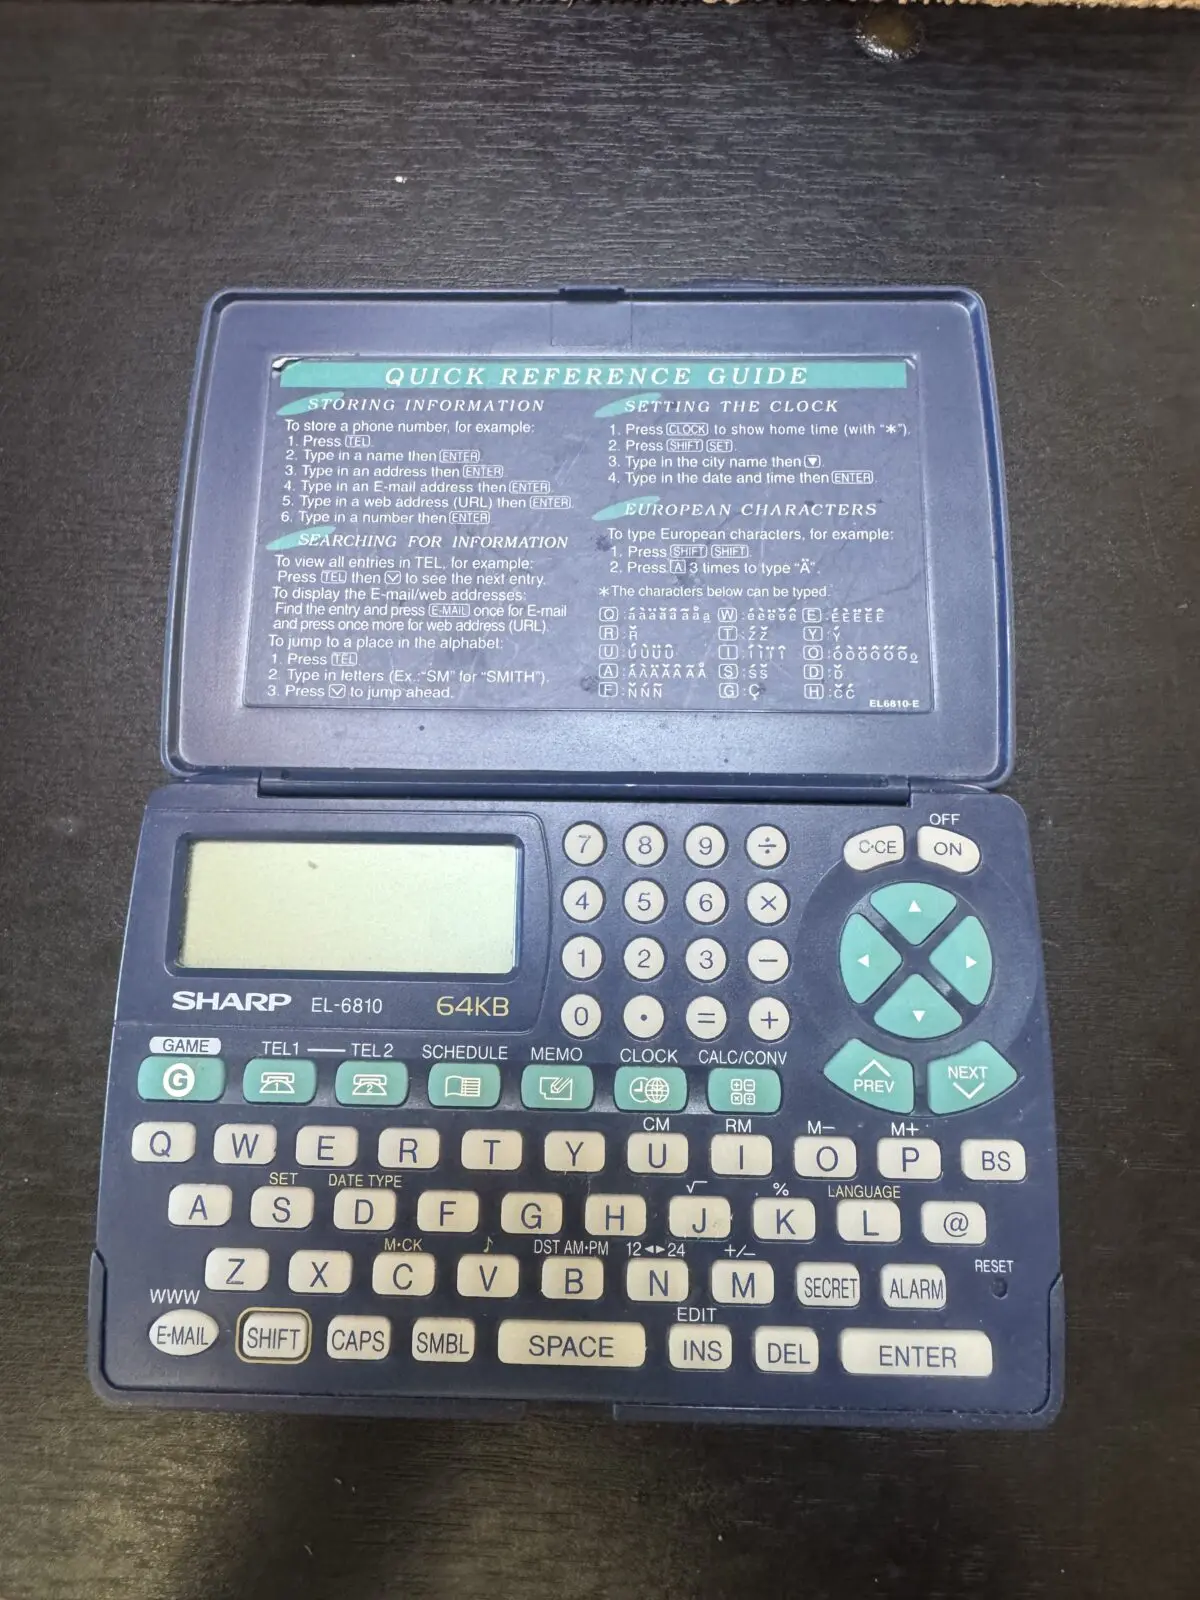 QUICK REFERENCE GUIDE
STORING INFORMATION
To store a phone number, for example:
1. Press TEL.
2. Type in a name then ENTER.
3. Type in an address then ENTER.
4. Type in an E-mail address then ENTER.
5. Type in a web address (URL) then ENTER.
6. Type in a number then ENTER.
SEARCHING FOR INFORMATION
To view all entries in TEL, for example:
Press TEL then ∨ to see the next entry.
To display the E-mail/web addresses:
Find the entry and press E-MAIL once for E-mail
and press once more for web address (URL).
To jump to a place in the alphabet:
1. Press TEL.
2. Type in letters (Ex.:“SM” for “SMITH”).
3. Press ∨ to jump ahead.
SETTING THE CLOCK
1. Press CLOCK to show home time (with “*”).
2. Press SHIFT SET.
3. Type in the city name then ▼.
4. Type in the date and time then ENTER.
EUROPEAN CHARACTERS
To type European characters, for example:
1. Press SHIFT SHIFT.
2. Press A 3 times to type “Ä”.
*The characters below can be typed.
Q : W : E :
R : T : Y : Ý
U : I : O :
A : S : D :
F : G : Ç H :
EL6810-E
OFF
7 8 9 ÷ C·CE ON
4 5 6 × ▲
1 2 3 − ◀ ▶
0 • = + ▼
SHARP EL-6810 64KB
GAME TEL1 TEL2 SCHEDULE MEMO CLOCK CALC/CONV
G 1 2 PREV NEXT
CM RM M− M+
Q W E R T Y U I O P BS
SET DATE TYPE √ % LANGUAGE
A S D F G H J K L @
M·CK ♪ DST AM·PM 12◄►24 +/− RESET
Z X C V B N M SECRET ALARM
WWW EDIT
E·MAIL SHIFT CAPS SMBL SPACE INS DEL ENTER